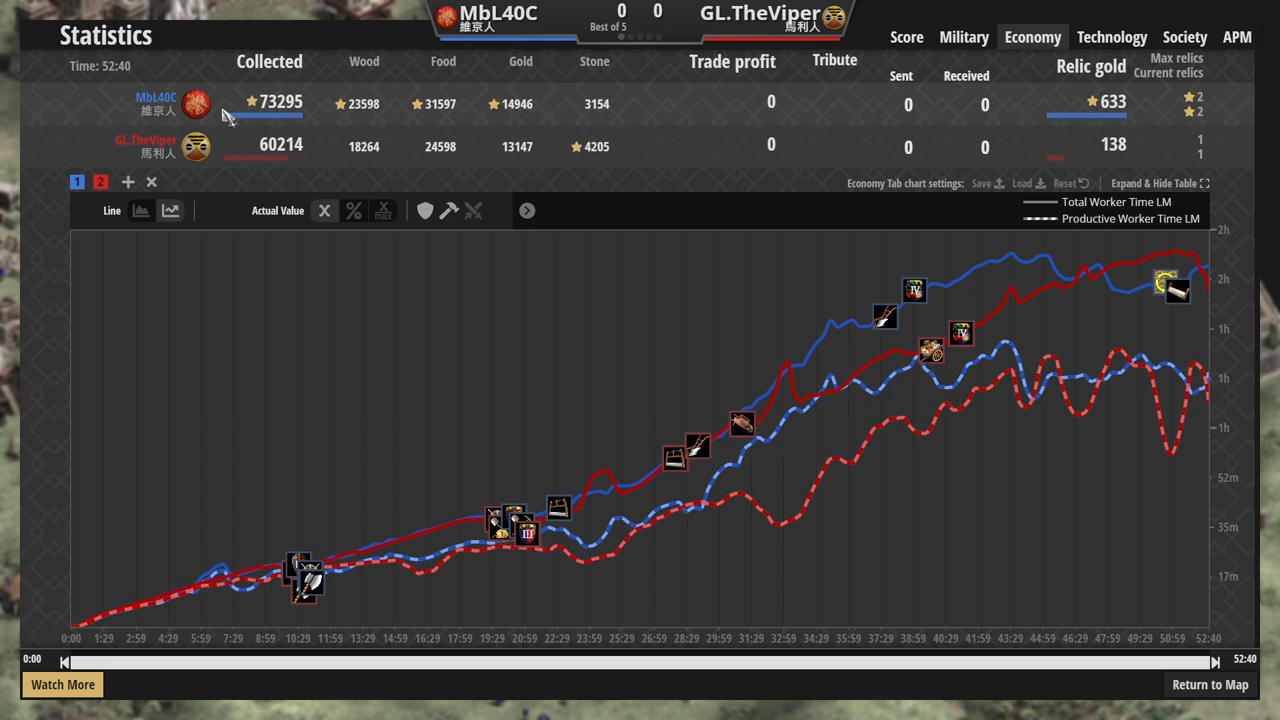 MbL40C 0 0 GL.TheViper
維京人 Best of 5 馬利人
Statistics
Score Military Economy Technology Society APM
Time: 52:40 Collected Wood Food Gold Stone Trade profit Tribute Sent Received Relic gold Max relics
Current relics
MbL40C 73295 23598 31597 14946 3154 0 0 0 633 2
維京人 2
GL.TheViper 60214 18264 24598 13147 4205 0 0 0 138 1
馬利人 1
1 2 + × Economy Tab chart settings: Save Load Reset Expand & Hide Table
Line Actual Value X % X max
Total Worker Time LM
Productive Worker Time LM
2h
2h
1h
1h
1h
52m
35m
17m
IV
IV
III
0:00 1:29 2:59 4:29 5:59 7:29 8:59 10:29 11:59 13:29 14:59 16:29 17:59 19:29 20:59 22:29 23:59 25:29 26:59 28:29 29:59 31:29 32:59 34:29 35:59 37:29 38:59 40:29 41:59 43:29 44:59 46:29 47:59 49:29 50:59 52:40
0:00 52:40
Watch More Return to Map